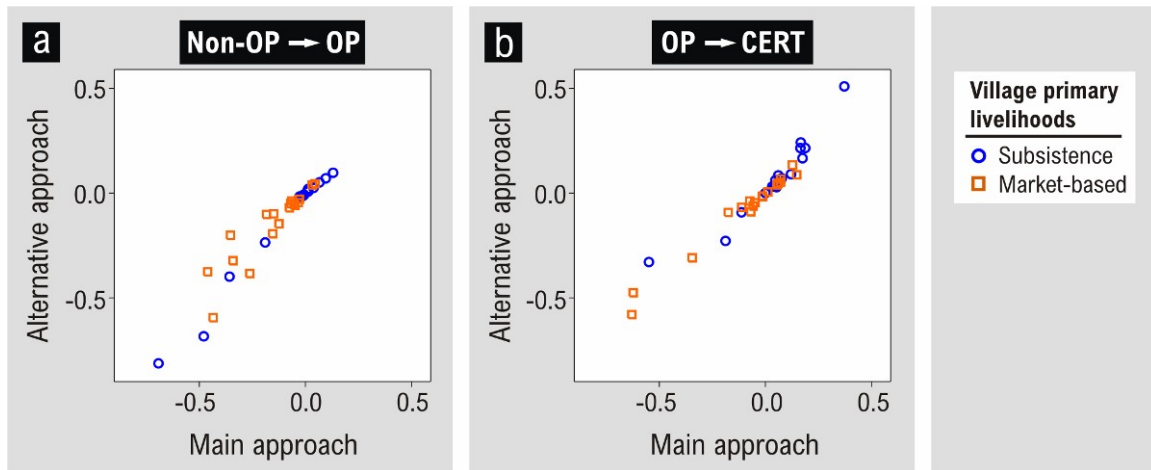 a
Non-OP → OP
0.5
0.0
-0.5
-0.5 0.0 0.5
Alternative approach
Main approach
b
OP → CERT
0.5
0.0
-0.5
-0.5 0.0 0.5
Alternative approach
Main approach
Village primary
livelihoods
Subsistence
Market-based